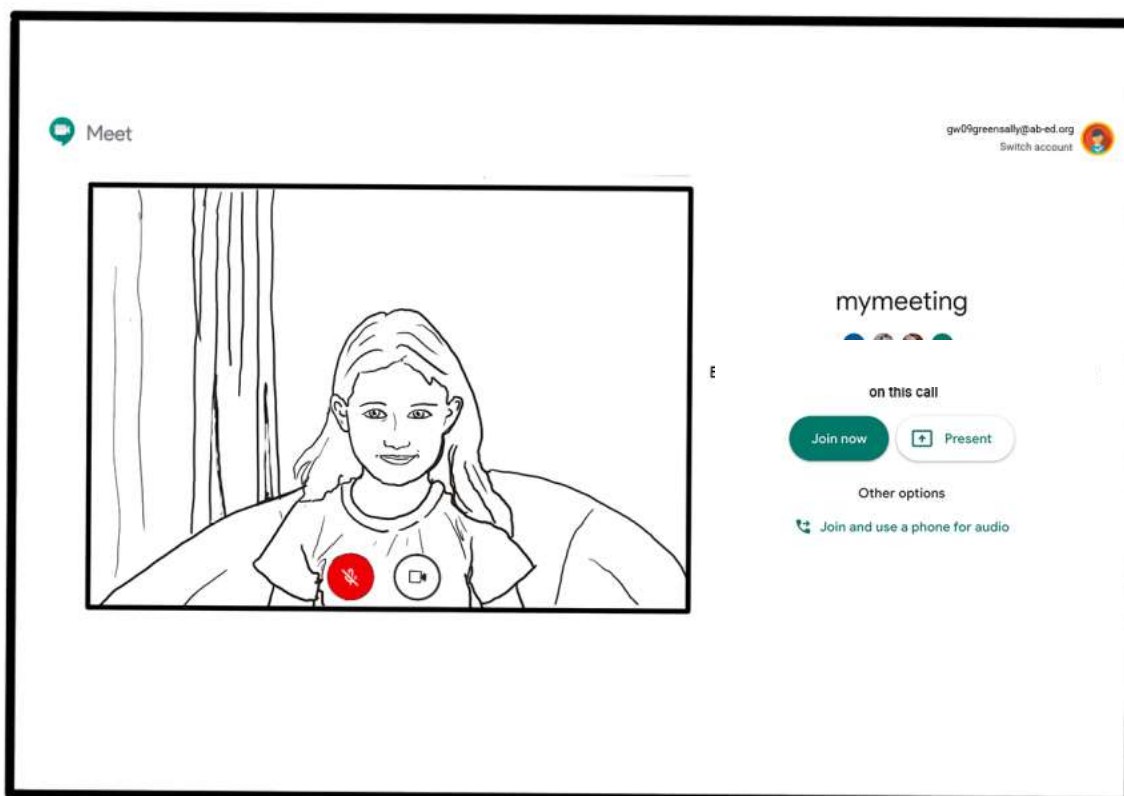 Meet
gw09greensally@ab-ed.org
Switch account
mymeeting
on this call
Join now
Present
Other options
Join and use a phone for audio